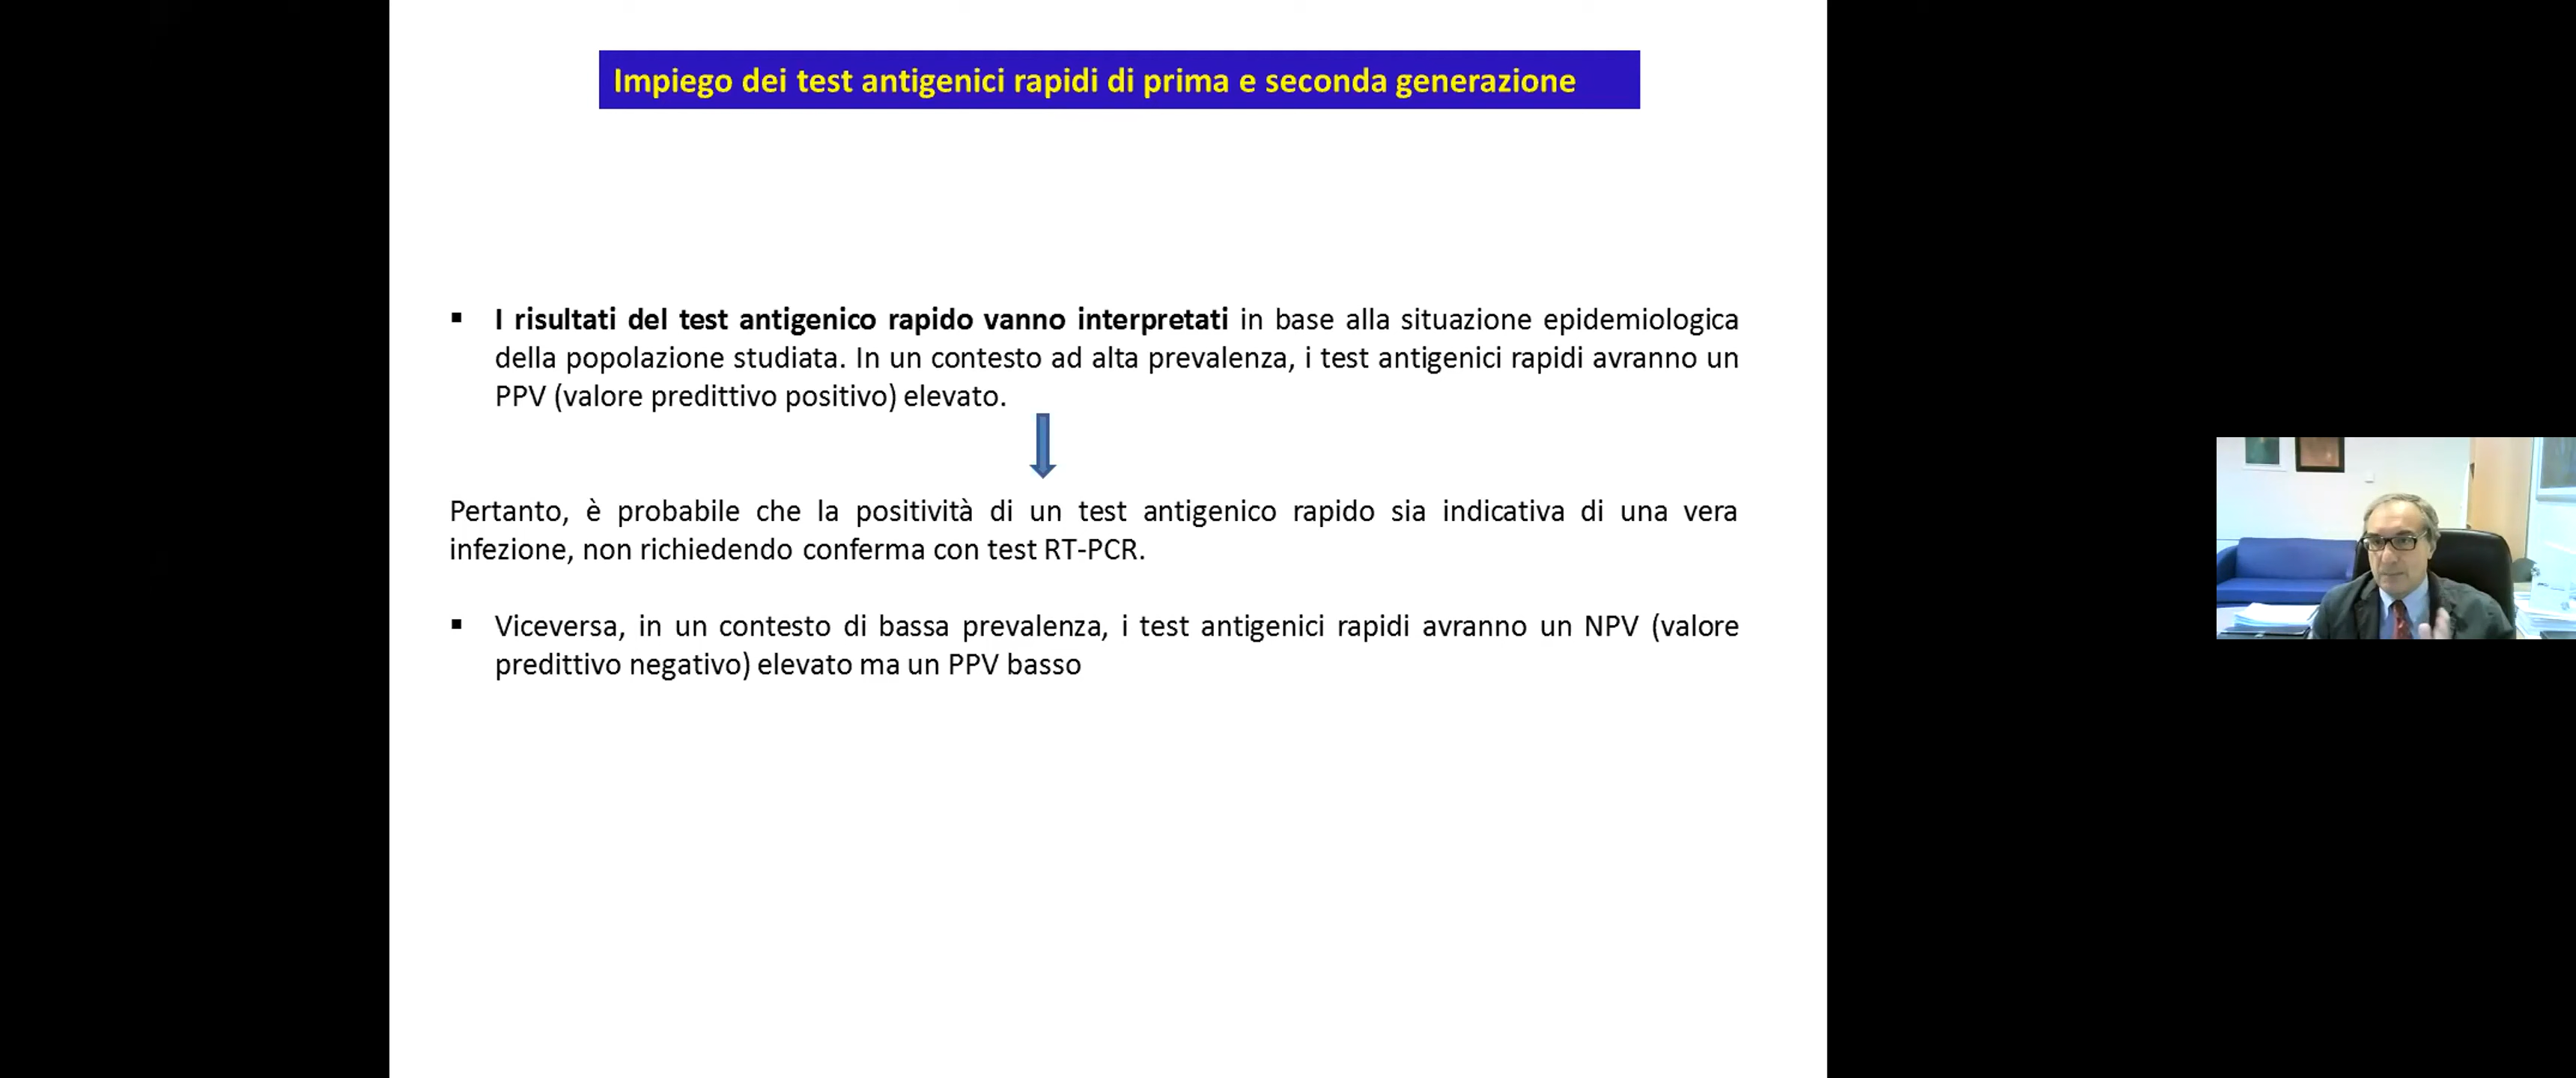 Impiego dei test antigenici rapidi di prima e seconda generazione
▪ I risultati del test antigenico rapido vanno interpretati in base alla situazione epidemiologica
della popolazione studiata. In un contesto ad alta prevalenza, i test antigenici rapidi avranno un
PPV (valore predittivo positivo) elevato.
Pertanto, è probabile che la positività di un test antigenico rapido sia indicativa di una vera
infezione, non richiedendo conferma con test RT-PCR.
▪ Viceversa, in un contesto di bassa prevalenza, i test antigenici rapidi avranno un NPV (valore
predittivo negativo) elevato ma un PPV basso